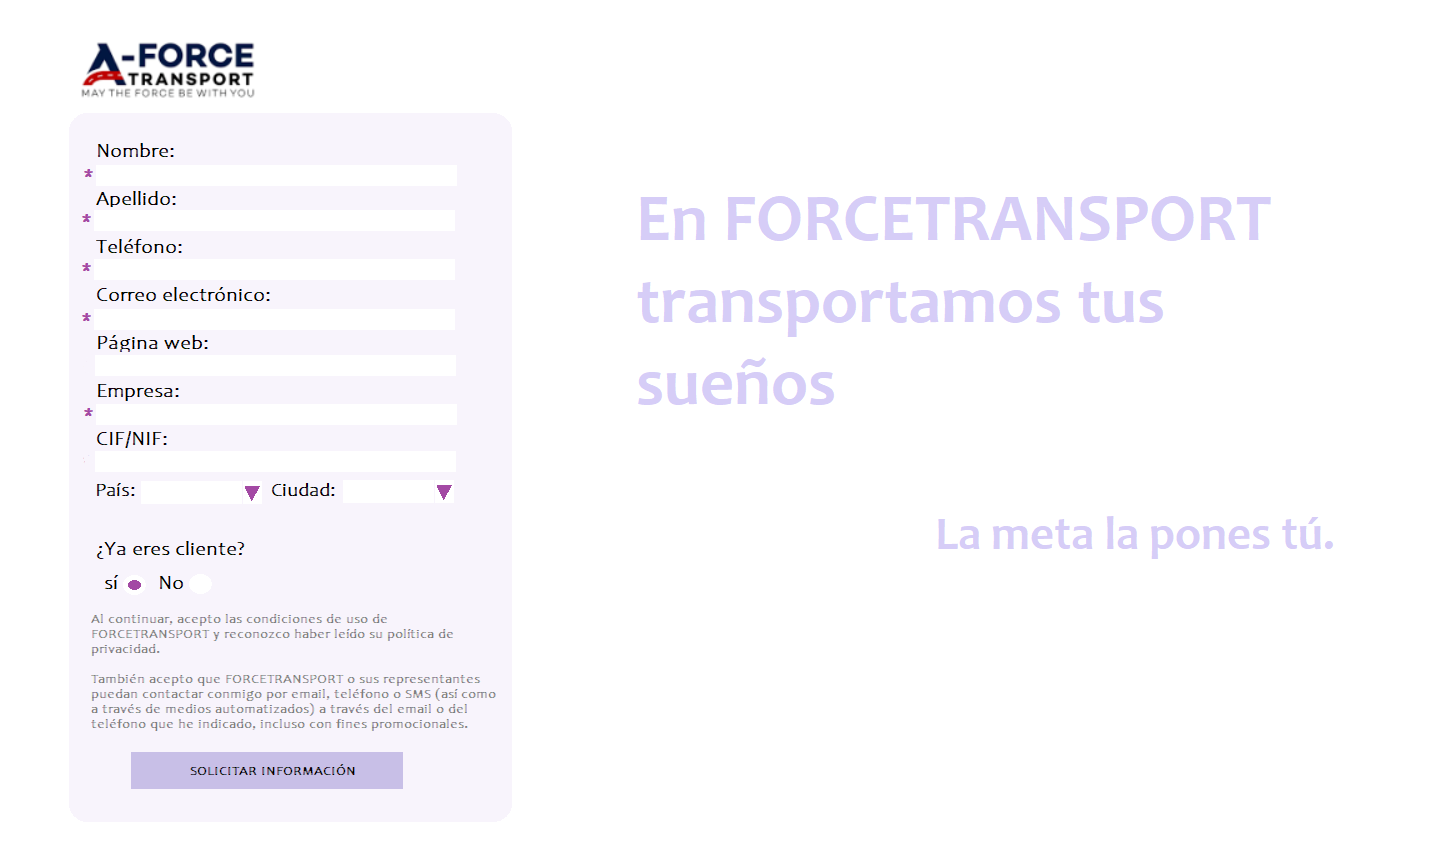 A-FORCE
TRANSPORT
MAY THE FORCE BE WITH YOU
Nombre:
*
Apellido:
*
Teléfono:
*
Correo electrónico:
*
Página web:
Empresa:
*
CIF/NIF:
País: Ciudad:
¿Ya eres cliente?
sí No
Al continuar, acepto las condiciones de uso de
FORCETRANSPORT y reconozco haber leído su política de
privacidad.
También acepto que FORCETRANSPORT o sus representantes
puedan contactar conmigo por email, teléfono o SMS (así como
a través de medios automatizados) a través del email o del
teléfono que he indicado, incluso con fines promocionales.
SOLICITAR INFORMACIÓN
En FORCETRANSPORT
transportamos tus
sueños
La meta la pones tú.